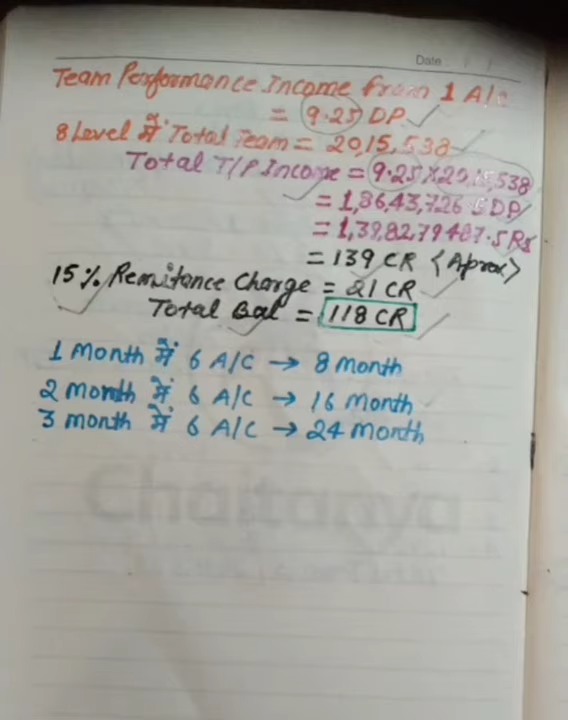 Date
Team Performance Income from 1 A/c
= 9.25 DP
8 Level में Total Team = 20,15,538
Total T/P Income = 9.25 X 20,15,538
= 1,86,43,726.5 DP
= 1,39,82,79487.5 RS
= 139 CR (Aprox)
15% Remitance Charge = 21 CR
Total Bal = 118 CR
1 Month में 6 A/C → 8 month
2 month में 6 A/C → 16 Month
3 month में 6 A/C → 24 month
Chaitanya